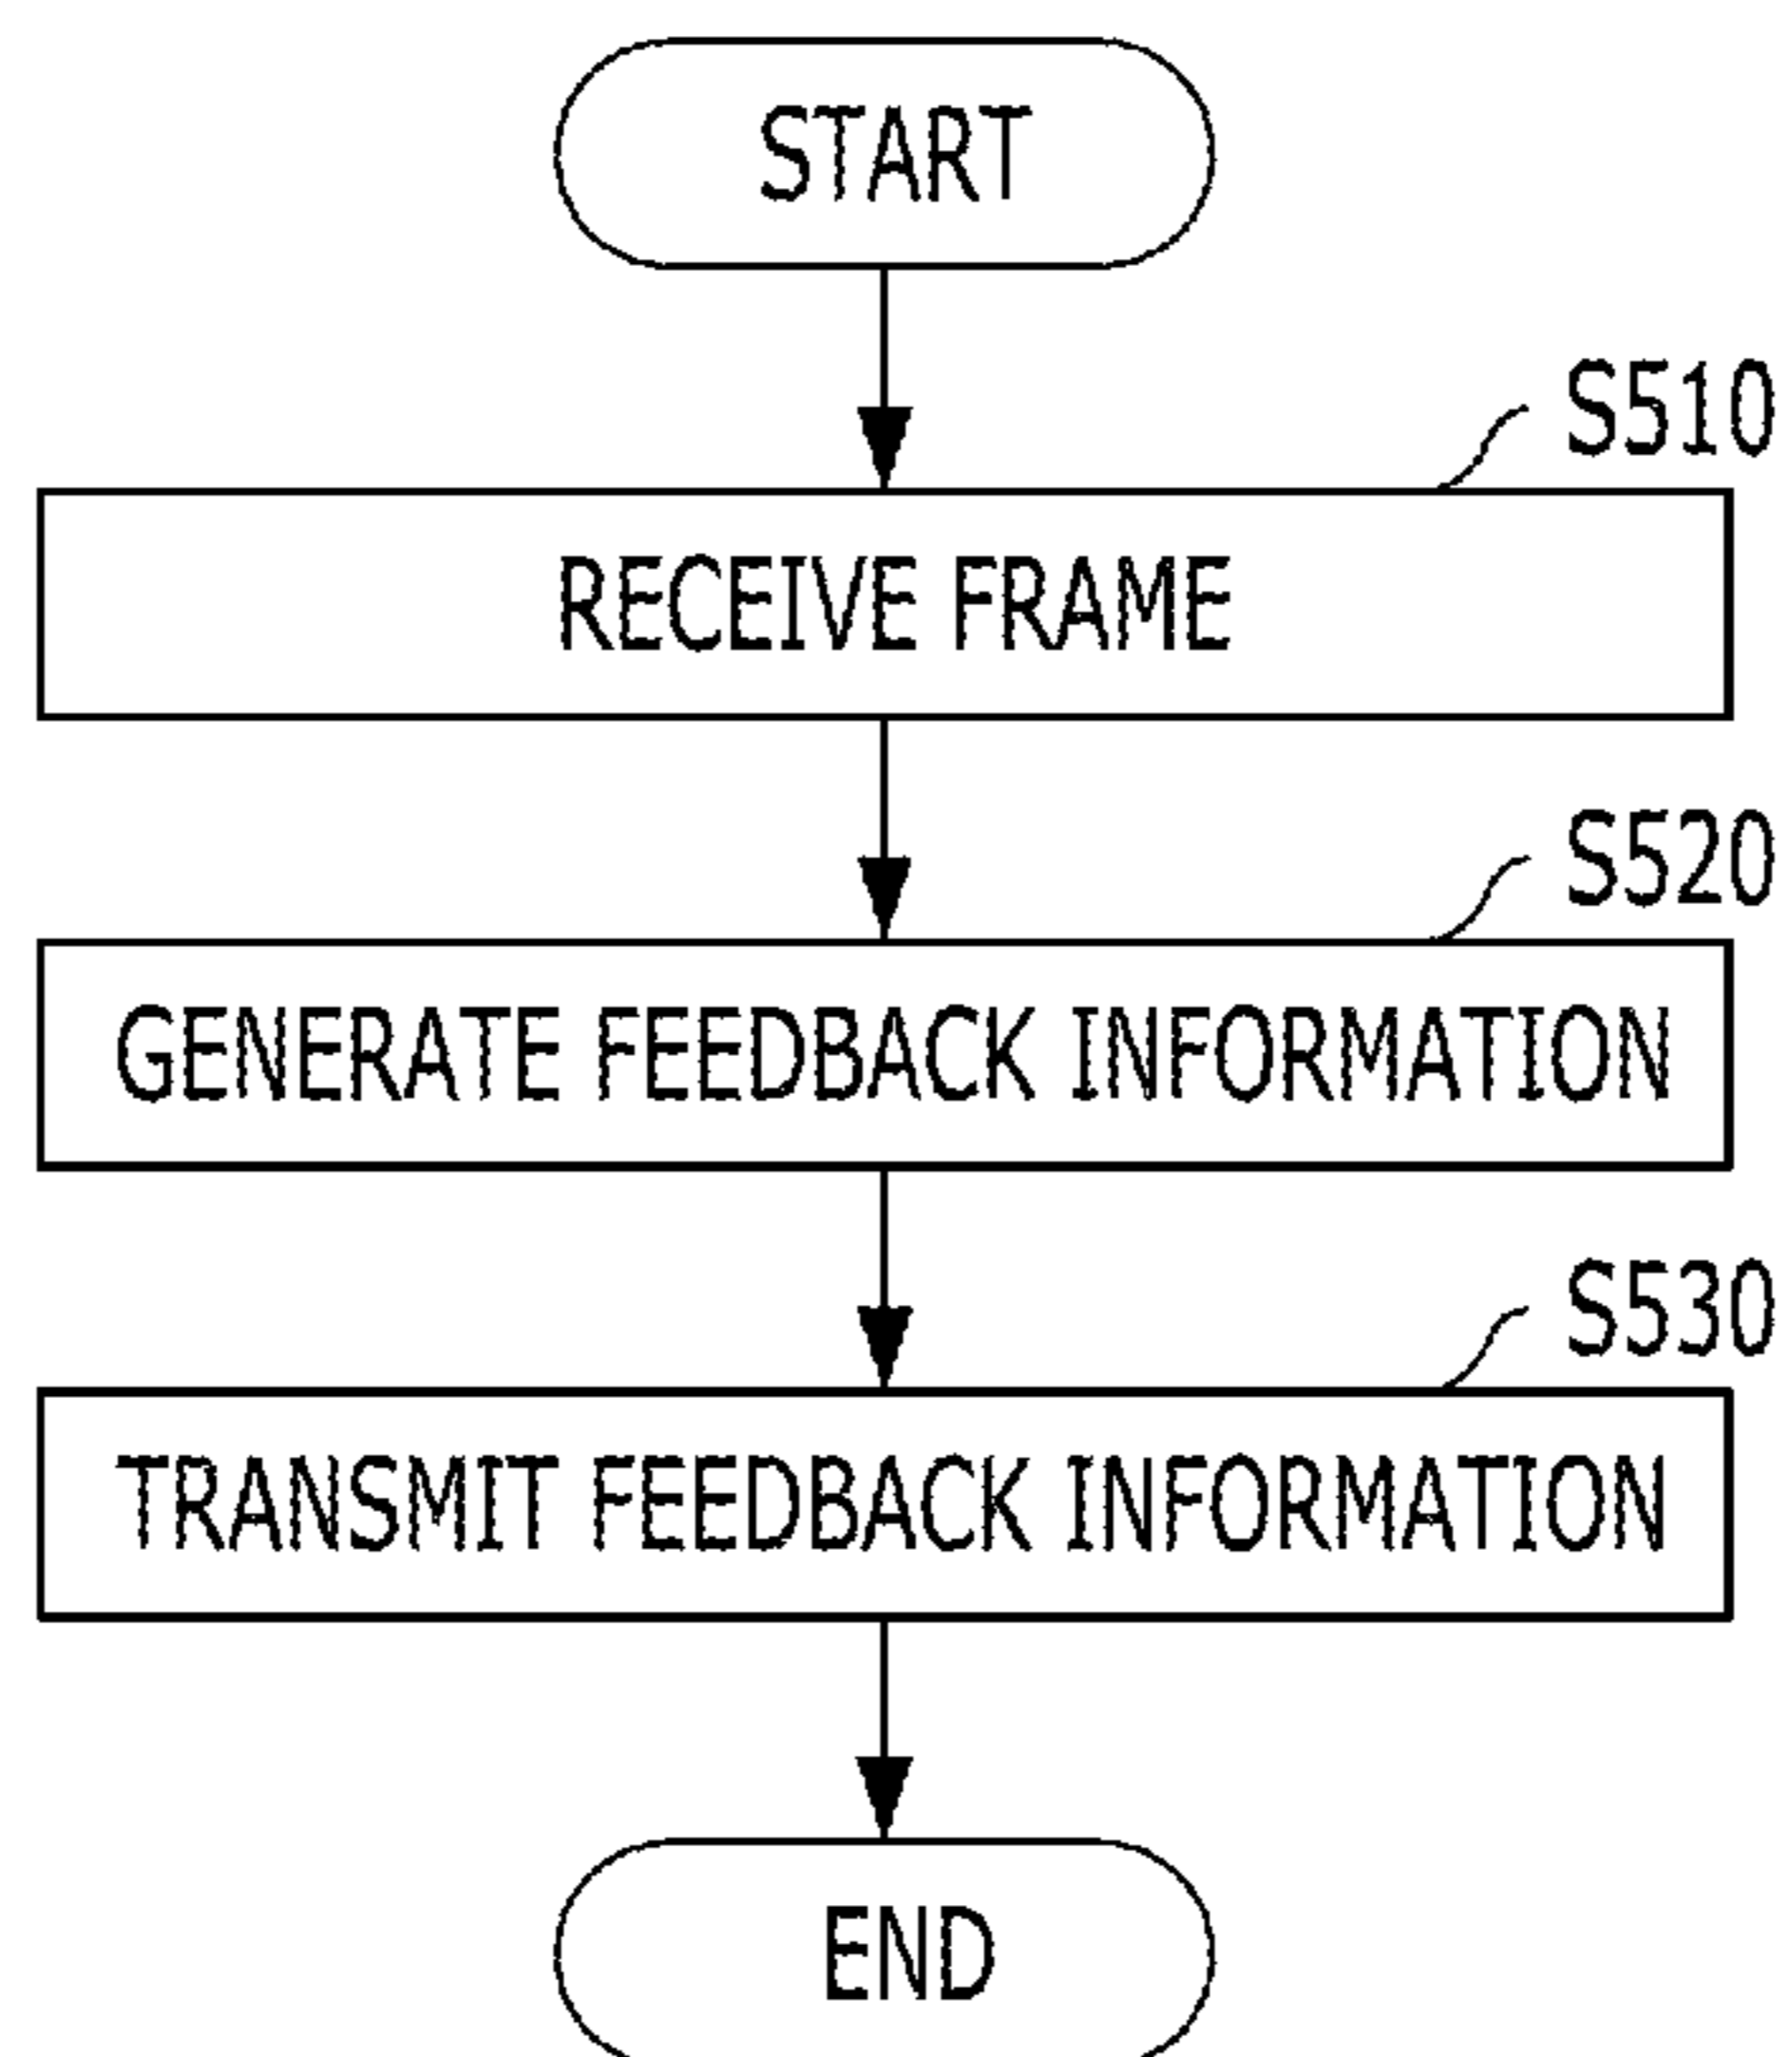 START
S510
RECEIVE FRAME
S520
GENERATE FEEDBACK INFORMATION
S530
TRANSMIT FEEDBACK INFORMATION
END